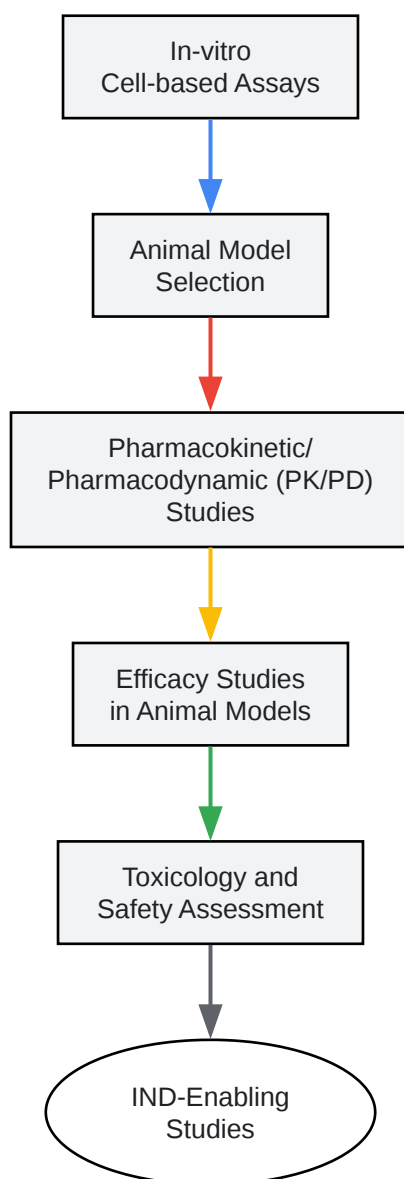 In-vitro
Cell-based Assays
Animal Model
Selection
Pharmacokinetic/
Pharmacodynamic (PK/PD)
Studies
Efficacy Studies
in Animal Models
Toxicology and
Safety Assessment
IND-Enabling
Studies